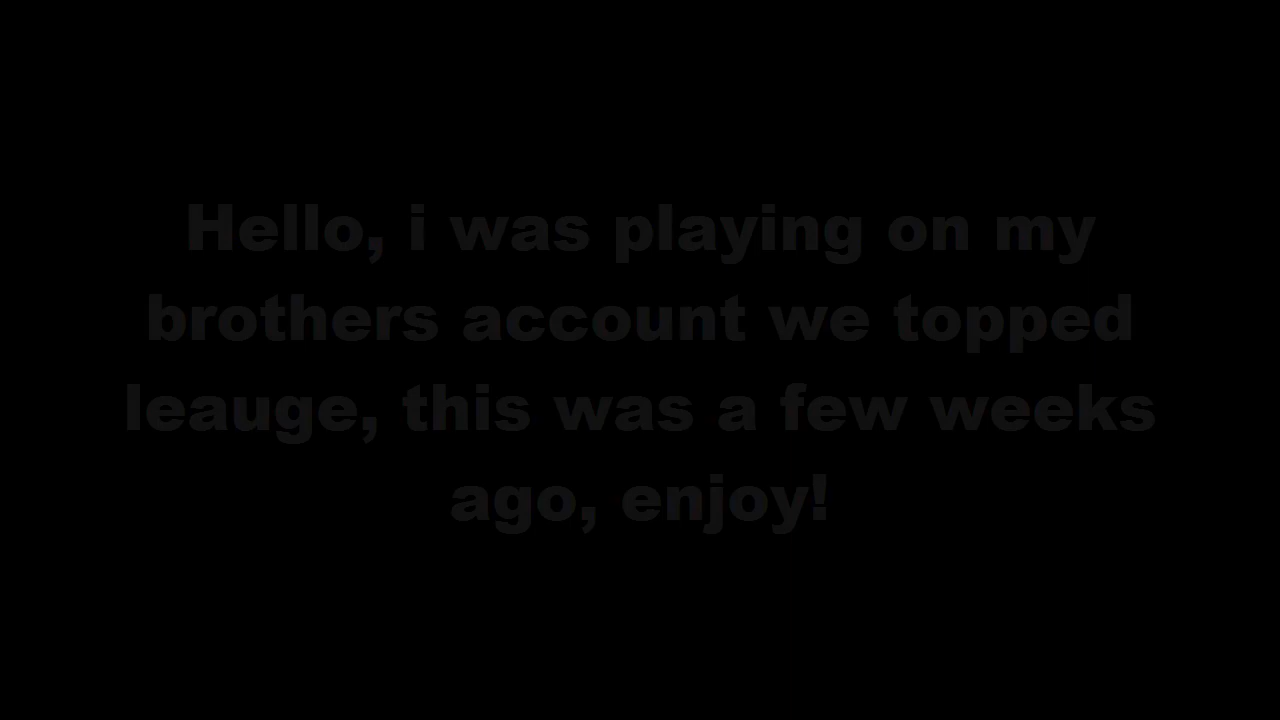 Hello, i was playing on my
brothers account we topped
leauge, this was a few weeks
ago, enjoy!